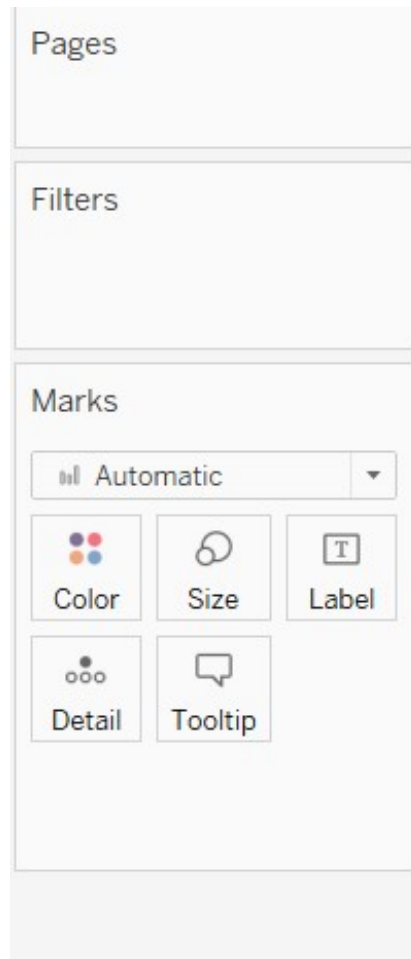 Pages
Filters
Marks
Automatic
Color Size Label
Detail Tooltip